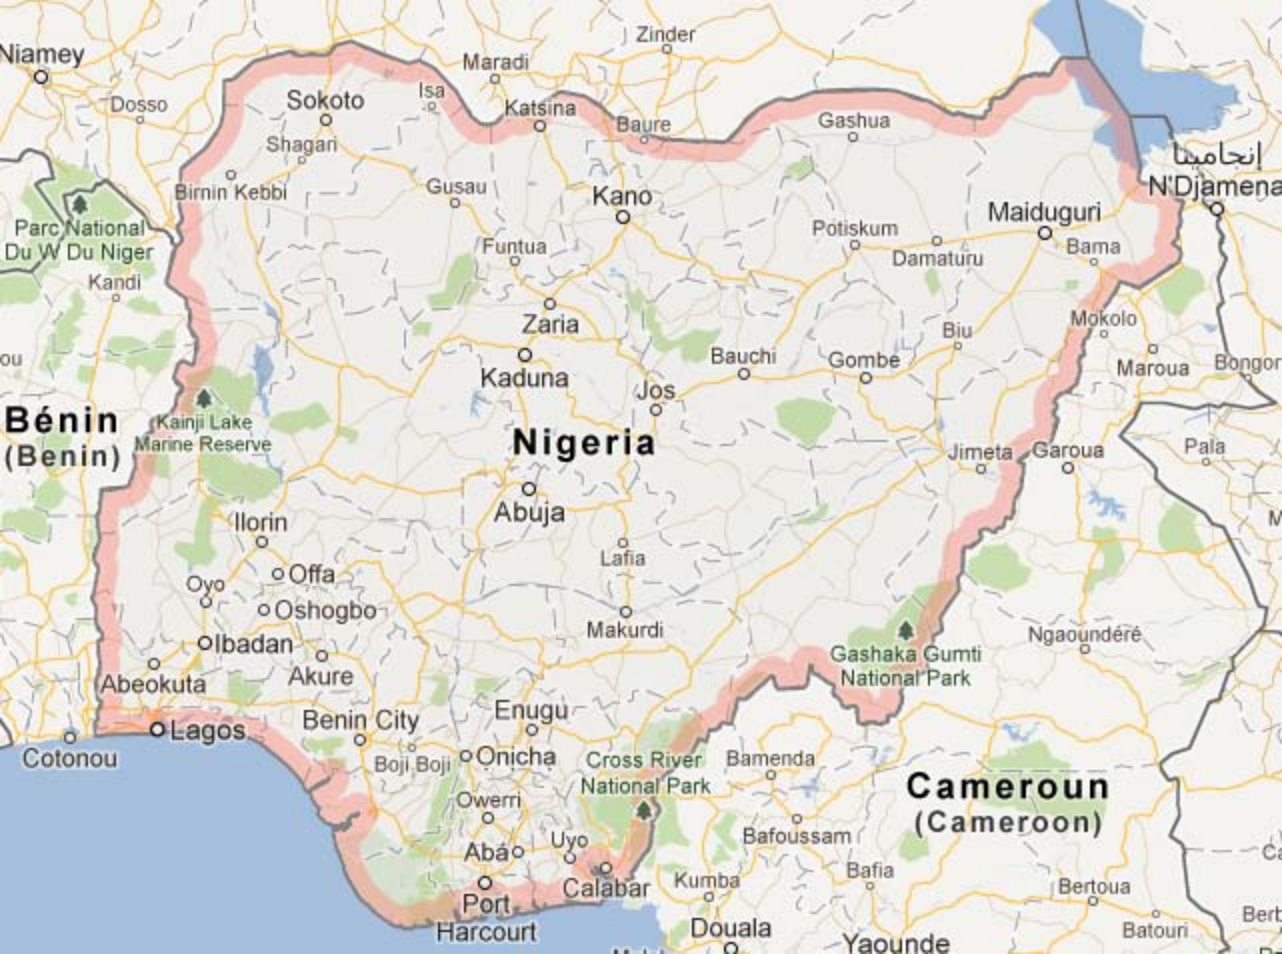 Niamey
Zinder
Maradi
Dosso
Sokoto
Isa
Katsina
Baure
Gashua
Shagari
إنجامينا
N'Djamena
Birnin Kebbi
Gusau
Kano
Maiduguri
Parc National
Du W Du Niger
Potiskum
Damaturu
Bama
Funtua
Kandi
Zaria
Biu
Mokolo
ou
Kaduna
Bauchi
Gombe
Maroua
Bongor
Jos
Bénin
(Benin)
Kainji Lake
Marine Reserve
Nigeria
Jimeta
Garoua
Pala
Abuja
Ilorin
Lafia
Offa
Oyo
Oshogbo
Makurdi
Ibadan
Ngaoundéré
Gashaka Gumti
National Park
Abeokuta
Akure
Lagos
Benin City
Enugu
Cotonou
Boji Boji
Onicha
Cross River
National Park
Bamenda
Cameroun
(Cameroon)
Owerri
Bafoussam
Uyo
Abá
Calabar
Kumba
Bafia
Bertoua
Port
Harcourt
Douala
Yaounde
Batouri